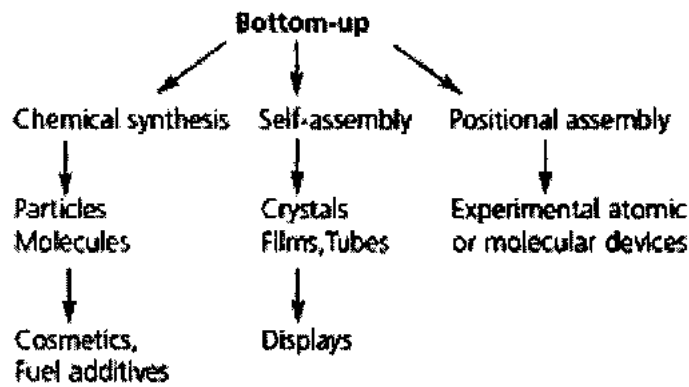 Bottom-up
Chemical synthesis Self-assembly Positional assembly
Particles
Molecules
Crystals
Films, Tubes
Experimental atomic
or molecular devices
Cosmetics,
Fuel additives
Displays